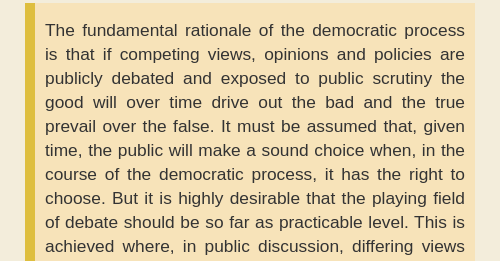 The fundamental rationale of the democratic process
is that if competing views, opinions and policies are
publicly debated and exposed to public scrutiny the
good will over time drive out the bad and the true
prevail over the false. It must be assumed that, given
time, the public will make a sound choice when, in the
course of the democratic process, it has the right to
choose. But it is highly desirable that the playing field
of debate should be so far as practicable level. This is
achieved where, in public discussion, differing views